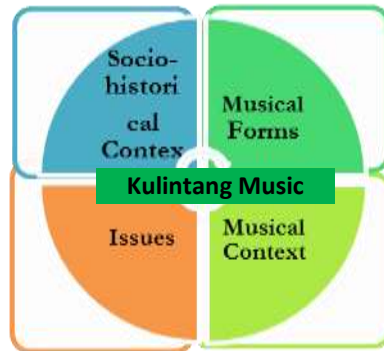 Socio-
histori
cal
Contex
Musical
Forms
Kulintang Music
Issues
Musical
Context